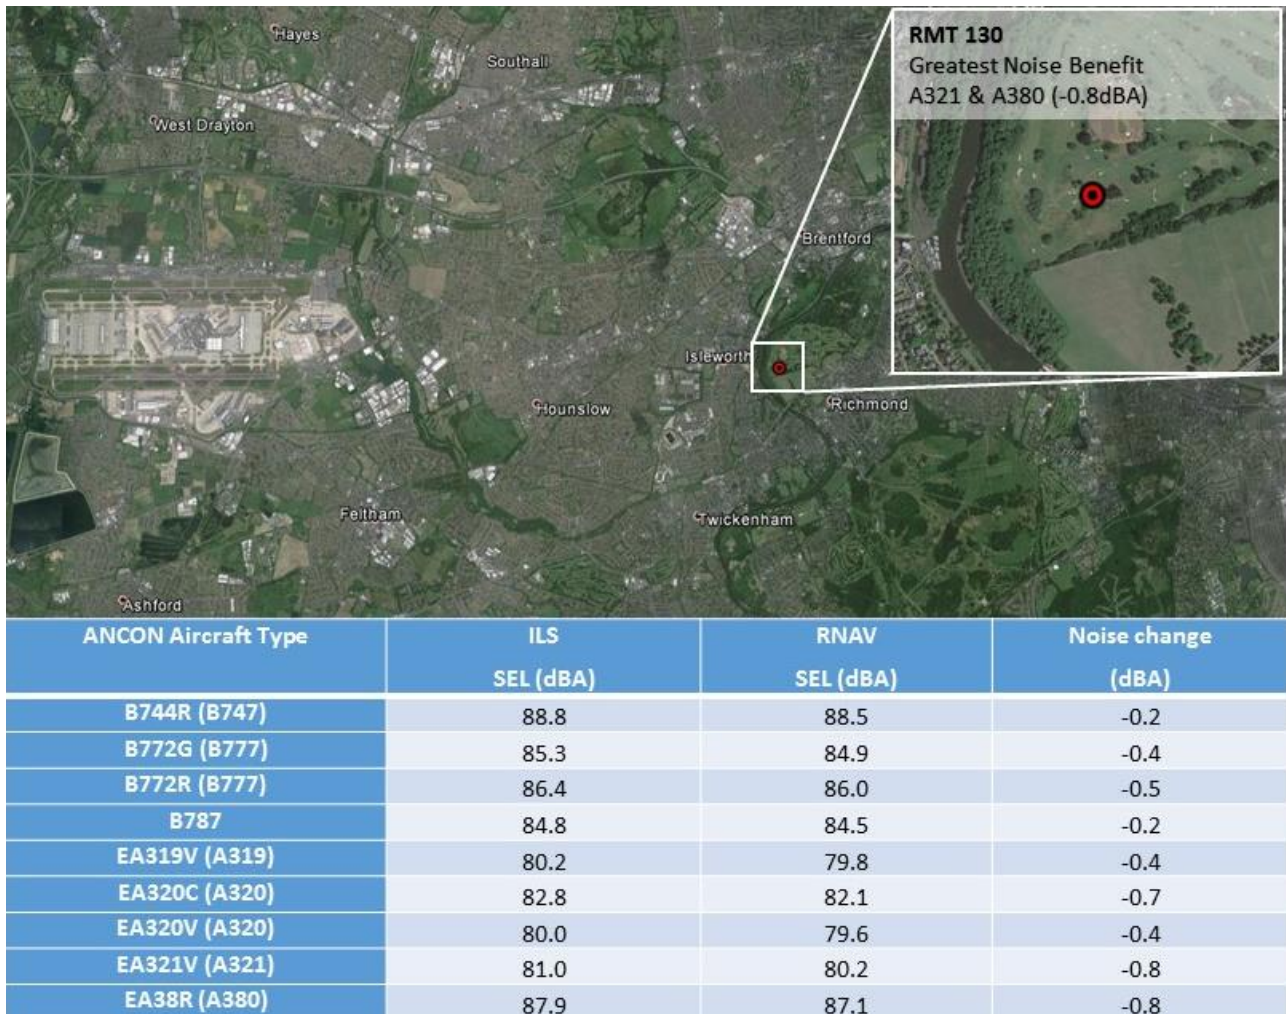 Hayes
Southall
West Drayton
RMT 130
Greatest Noise Benefit
A321 & A380 (-0.8dBA)
Brentford
Isleworth
Hounslow
Richmond
Feltham
Twickenham
Ashford
ANCON Aircraft Type ILS RNAV Noise change
SEL (dBA) SEL (dBA) (dBA)
B744R (B747) 88.8 88.5 -0.2
B772G (B777) 85.3 84.9 -0.4
B772R (B777) 86.4 86.0 -0.5
B787 84.8 84.5 -0.2
EA319V (A319) 80.2 79.8 -0.4
EA320C (A320) 82.8 82.1 -0.7
EA320V (A320) 80.0 79.6 -0.4
EA321V (A321) 81.0 80.2 -0.8
EA38R (A380) 87.9 87.1 -0.8